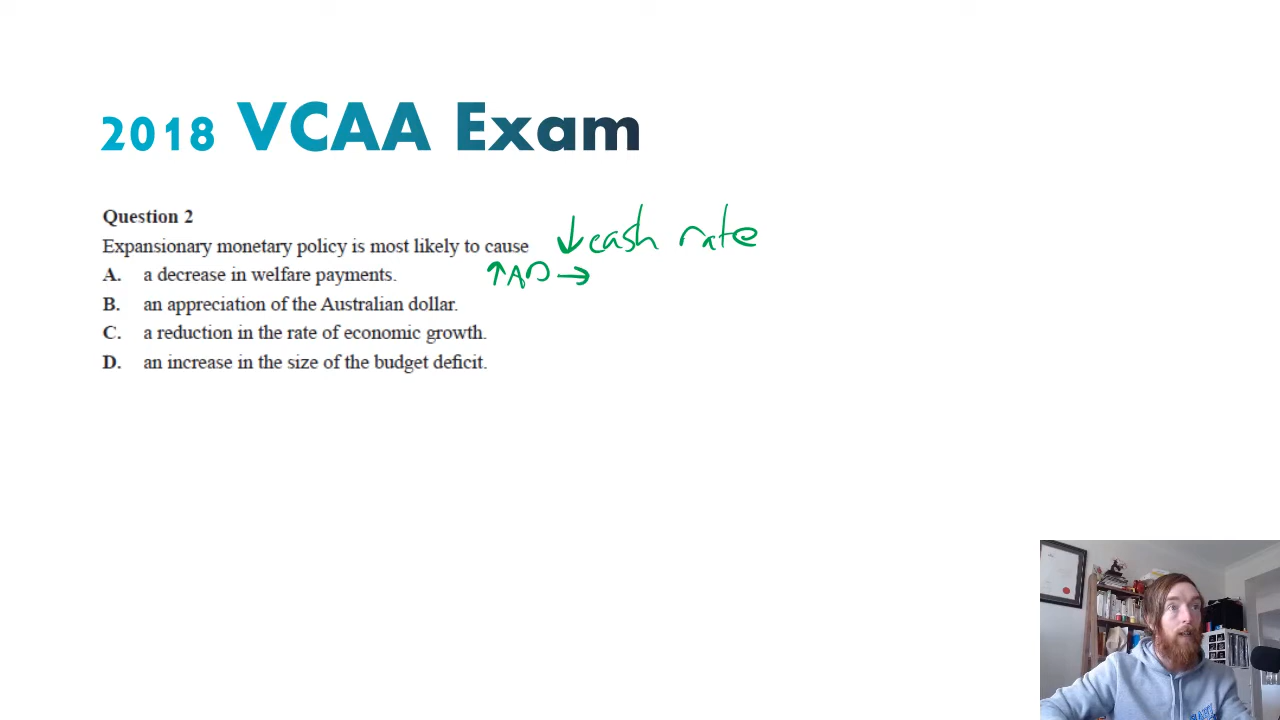 2018 VCAA Exam
Question 2
Expansionary monetary policy is most likely to cause ↓ cash rate
A. a decrease in welfare payments. ↑AD →
B. an appreciation of the Australian dollar.
C. a reduction in the rate of economic growth.
D. an increase in the size of the budget deficit.